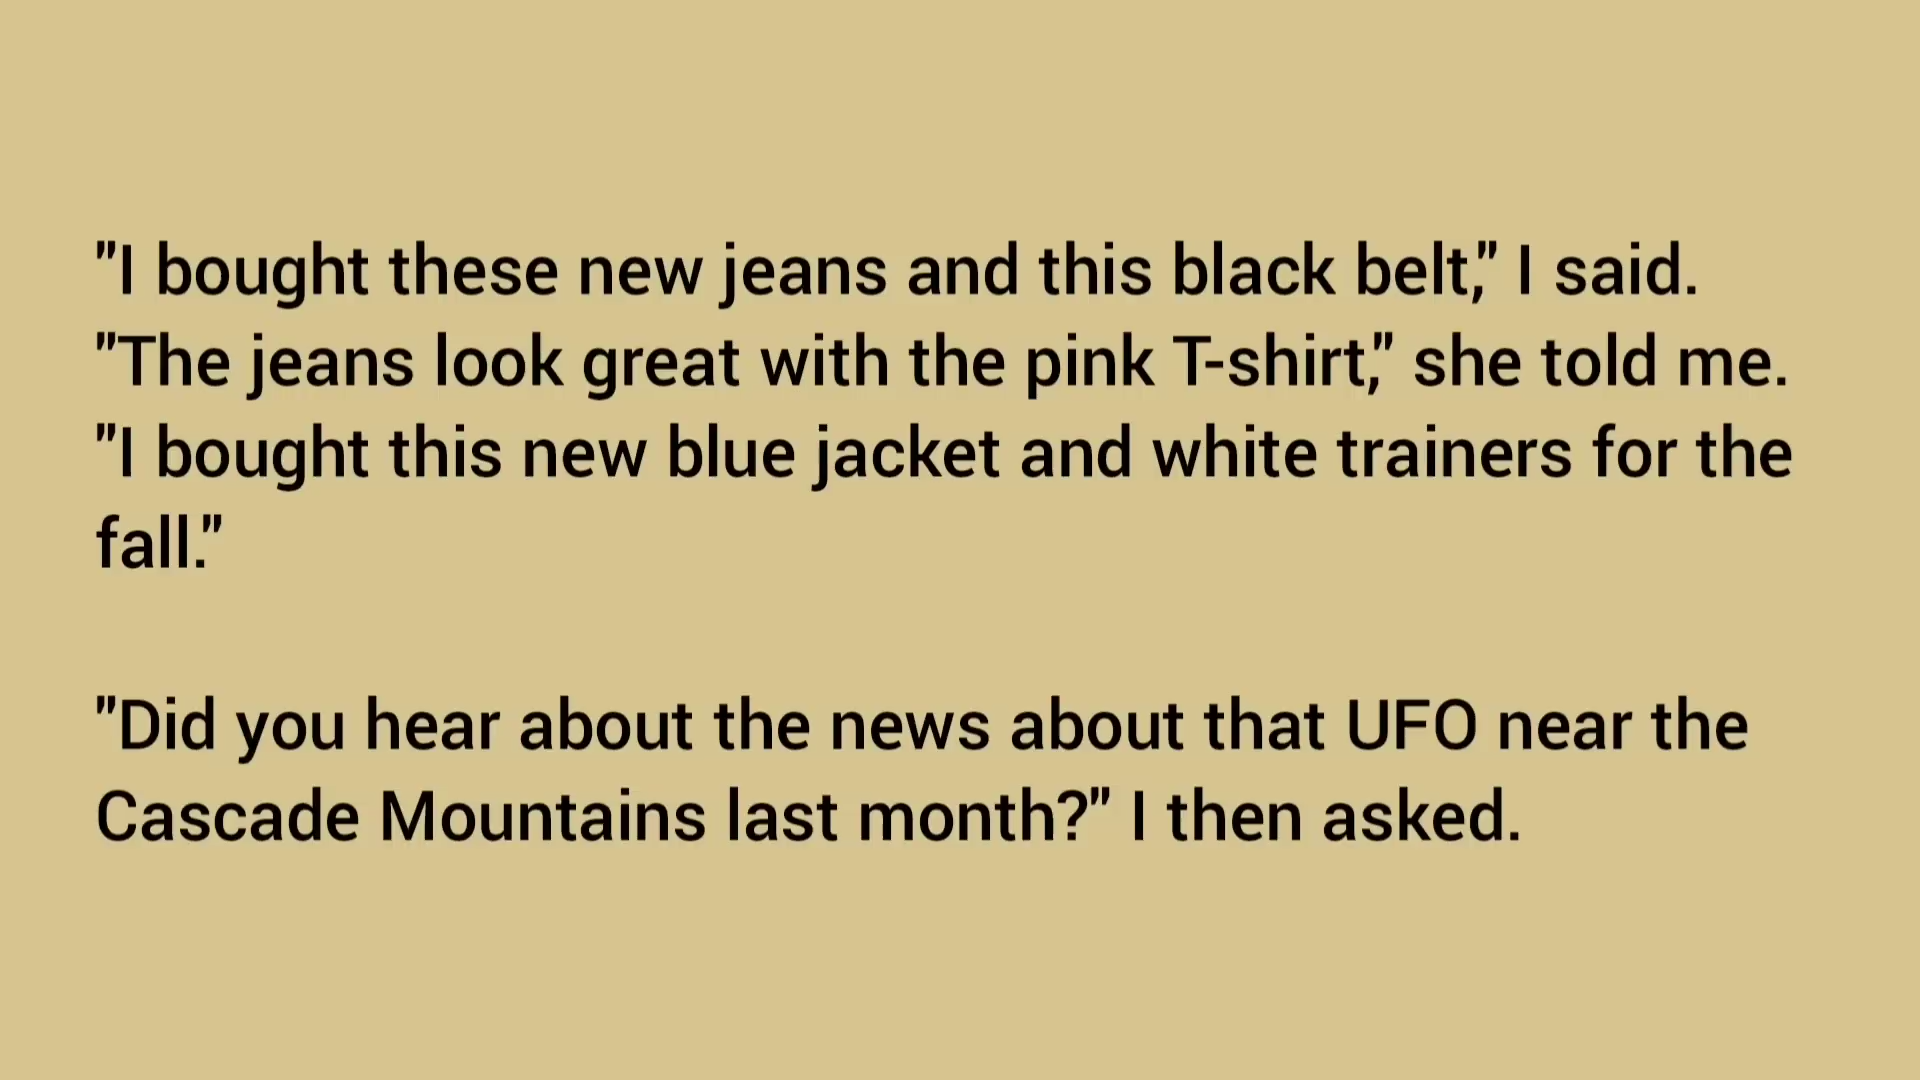 "I bought these new jeans and this black belt," I said.
"The jeans look great with the pink T-shirt," she told me.
"I bought this new blue jacket and white trainers for the
fall."
"Did you hear about the news about that UFO near the
Cascade Mountains last month?" I then asked.